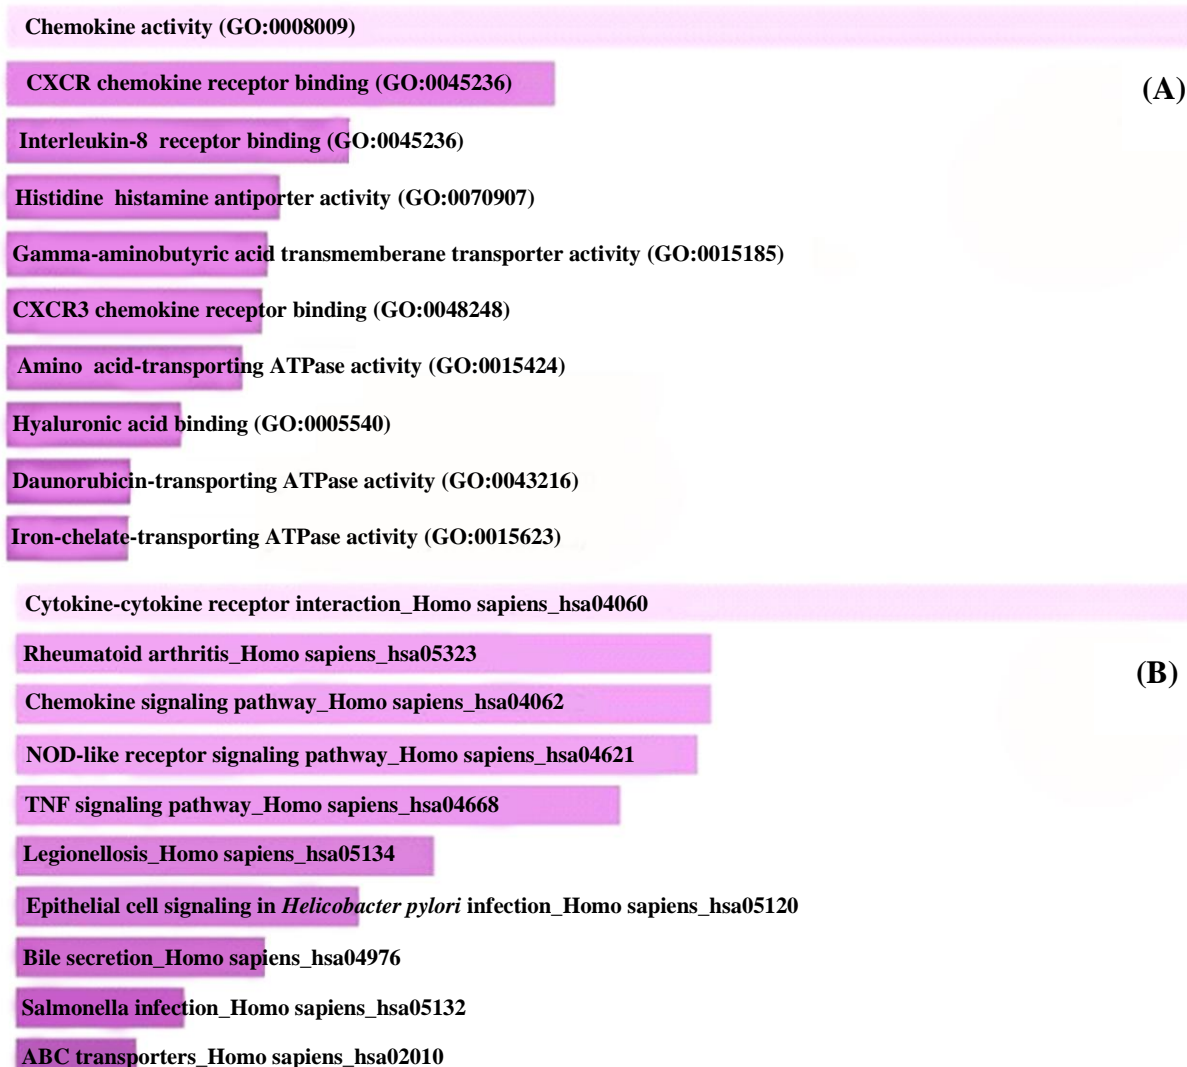 Chemokine activity (GO:0008009)
CXCR chemokine receptor binding (GO:0045236)
(A)
Interleukin-8 receptor binding (GO:0045236)
Histidine histamine antiporter activity (GO:0070907)
Gamma-aminobutyric acid transmemberane transporter activity (GO:0015185)
CXCR3 chemokine receptor binding (GO:0048248)
Amino acid-transporting ATPase activity (GO:0015424)
Hyaluronic acid binding (GO:0005540)
Daunorubicin-transporting ATPase activity (GO:0043216)
Iron-chelate-transporting ATPase activity (GO:0015623)
Cytokine-cytokine receptor interaction_Homo sapiens_hsa04060
Rheumatoid arthritis_Homo sapiens_hsa05323
(B)
Chemokine signaling pathway_Homo sapiens_hsa04062
NOD-like receptor signaling pathway_Homo sapiens_hsa04621
TNF signaling pathway_Homo sapiens_hsa04668
Legionellosis_Homo sapiens_hsa05134
Epithelial cell signaling in Helicobacter pylori infection_Homo sapiens_hsa05120
Bile secretion_Homo sapiens_hsa04976
Salmonella infection_Homo sapiens_hsa05132
ABC transporters_Homo sapiens_hsa02010